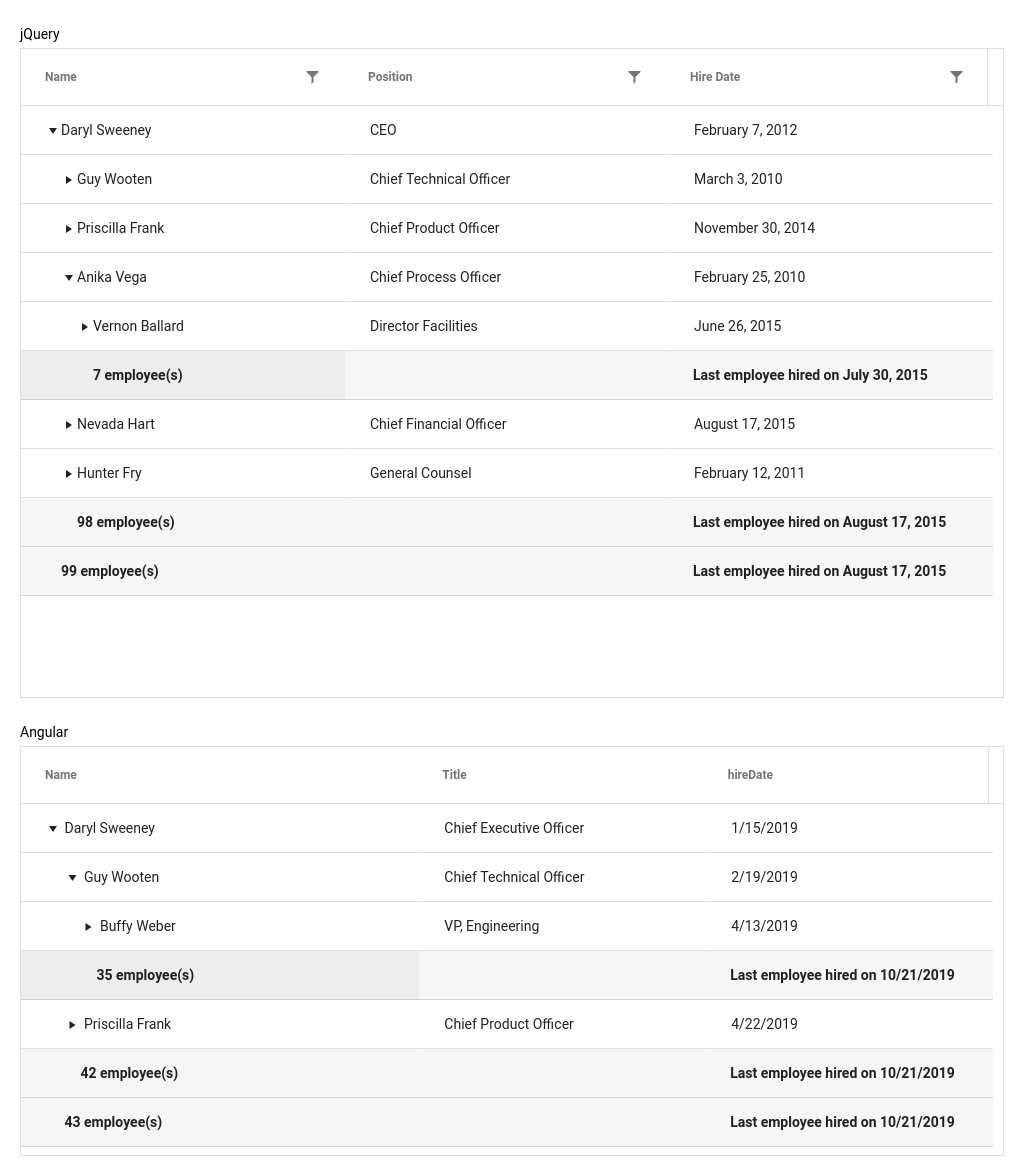 jQuery
Name Position Hire Date
Daryl Sweeney CEO February 7, 2012
Guy Wooten Chief Technical Officer March 3, 2010
Priscilla Frank Chief Product Officer November 30, 2014
Anika Vega Chief Process Officer February 25, 2010
Vernon Ballard Director Facilities June 26, 2015
7 employee(s) Last employee hired on July 30, 2015
Nevada Hart Chief Financial Officer August 17, 2015
Hunter Fry General Counsel February 12, 2011
98 employee(s) Last employee hired on August 17, 2015
99 employee(s) Last employee hired on August 17, 2015
Angular
Name Title hireDate
Daryl Sweeney Chief Executive Officer 1/15/2019
Guy Wooten Chief Technical Officer 2/19/2019
Buffy Weber VP, Engineering 4/13/2019
35 employee(s) Last employee hired on 10/21/2019
Priscilla Frank Chief Product Officer 4/22/2019
42 employee(s) Last employee hired on 10/21/2019
43 employee(s) Last employee hired on 10/21/2019